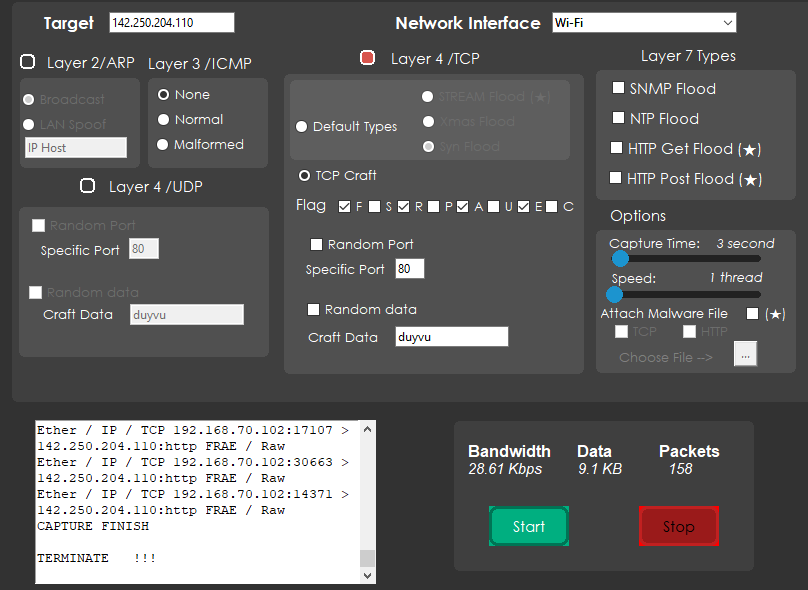 Target 142.250.204.110 Network Interface Wi-Fi
Layer 2/ARP
Broadcast
LAN Spoof
IP Host
Layer 3 /ICMP
None
Normal
Malformed
Layer 4 /UDP
Random Port
Specific Port 80
Random data
Craft Data duyvu
Layer 4 /TCP
Default Types
STREAM Flood (★)
Xmas Flood
Syn Flood
TCP Craft
Flag F S R P A U E C
Random Port
Specific Port 80
Random data
Craft Data duyvu
Layer 7 Types
SNMP Flood
NTP Flood
HTTP Get Flood (★)
HTTP Post Flood (★)
Options
Capture Time: 3 second
Speed: 1 thread
Attach Malware File (★)
TCP HTTP
Choose File --> ...
Ether / IP / TCP 192.168.70.102:17107 >
142.250.204.110:http FRAE / Raw
Ether / IP / TCP 192.168.70.102:30663 >
142.250.204.110:http FRAE / Raw
Ether / IP / TCP 192.168.70.102:14371 >
142.250.204.110:http FRAE / Raw
CAPTURE FINISH
TERMINATE !!!
Bandwidth Data Packets
28.61 Kbps 9.1 KB 158
Start Stop